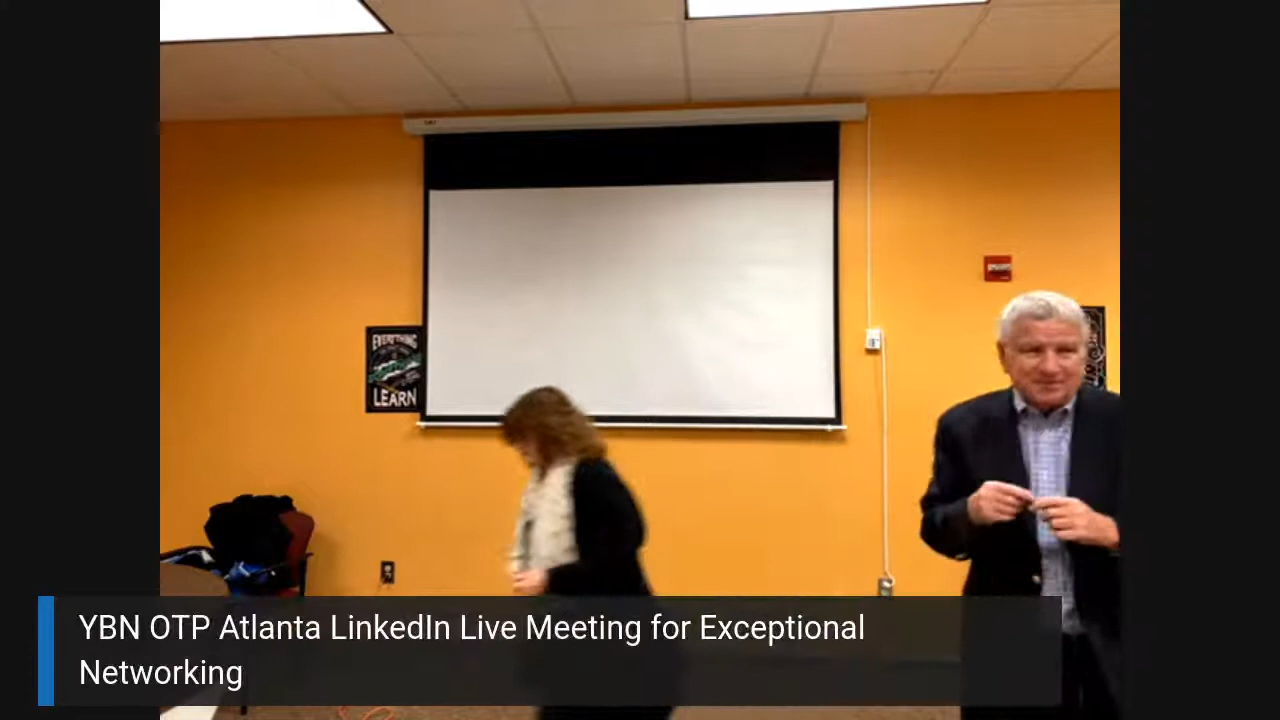 EVERYTHING
LEARN
YBN OTP Atlanta LinkedIn Live Meeting for Exceptional
Networking